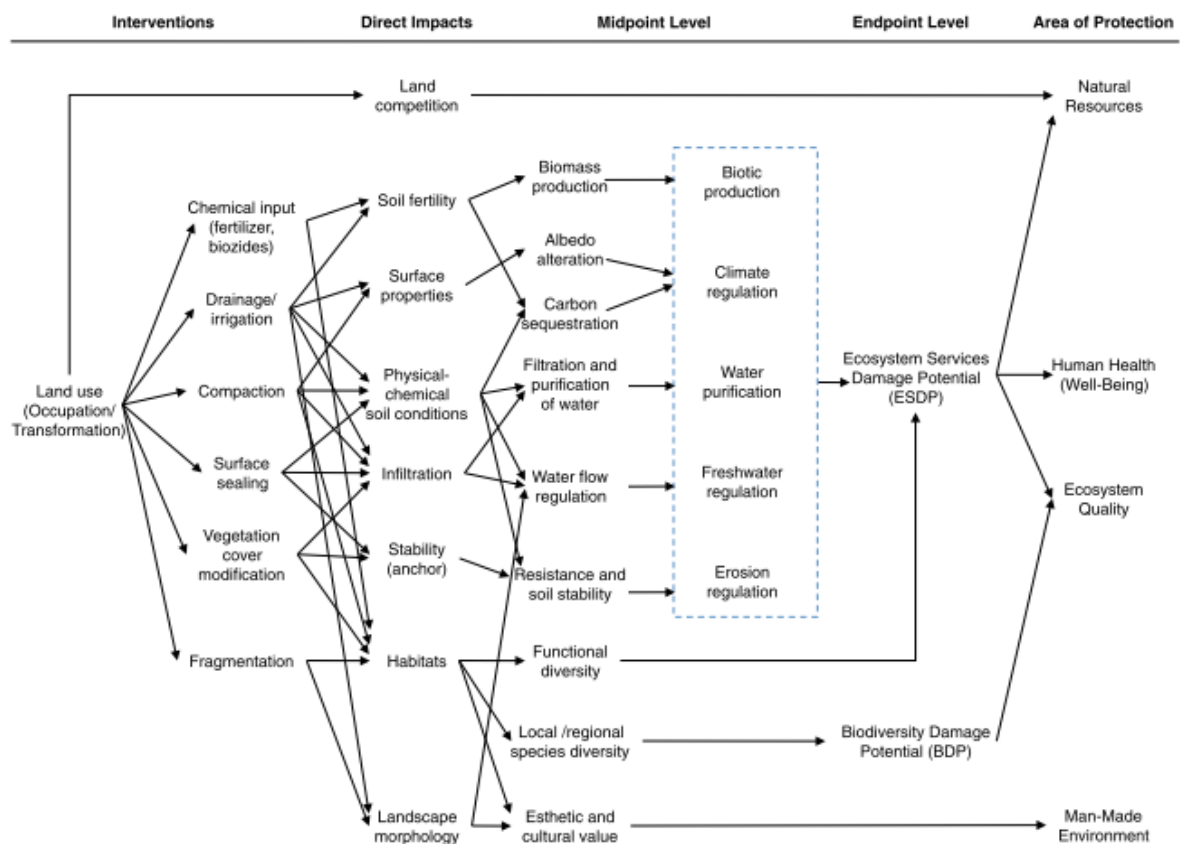 Interventions
Direct Impacts
Midpoint Level
Endpoint Level
Area of Protection
Land
competition
Natural
Resources
Biomass
production
Biotic
production
Soil fertility
Chemical input
(fertilizer,
biozides)
Albedo
alteration
Surface
properties
Climate
regulation
Drainage/
irrigation
Carbon
sequestration
Land use
(Occupation/
Transformation)
Compaction
Physical-
chemical
soil conditions
Filtration and
purification
of water
Water
purification
Ecosystem Services
Damage Potential
(ESDP)
Human Health
(Well-Being)
Surface
sealing
Infiltration
Water flow
regulation
Freshwater
regulation
Ecosystem
Quality
Vegetation
cover
modification
Stability
(anchor)
Resistance and
soil stability
Erosion
regulation
Fragmentation
Habitats
Functional
diversity
Local /regional
species diversity
Biodiversity Damage
Potential (BDP)
Landscape
morphology
Esthetic and
cultural value
Man-Made
Environment